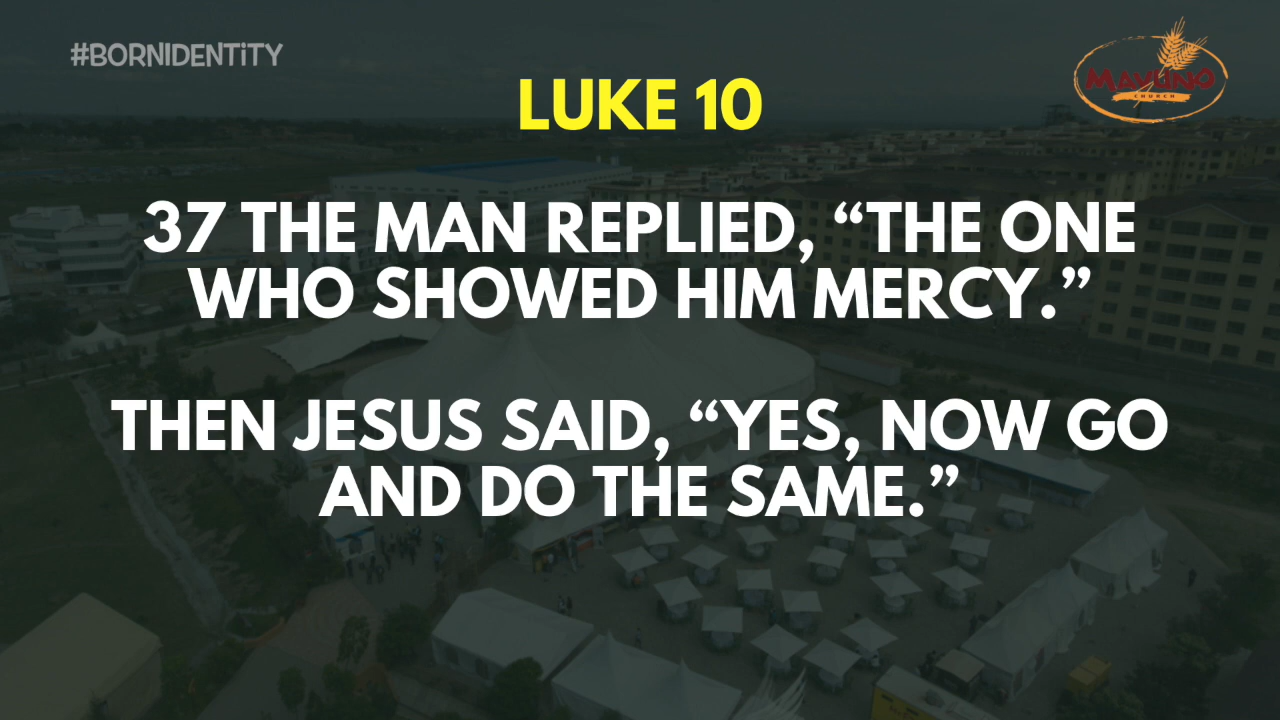 #BORNIDENTITY
MAVUNO
CHURCH
LUKE 10
37 THE MAN REPLIED, “THE ONE
WHO SHOWED HIM MERCY.”
THEN JESUS SAID, “YES, NOW GO
AND DO THE SAME.”